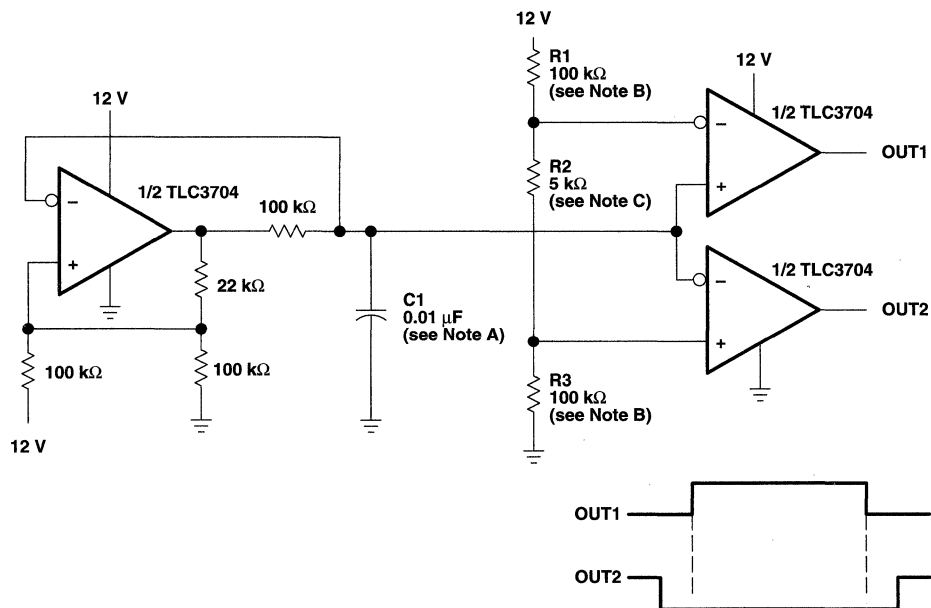 12 V
R1
100 kΩ
(see Note B)
12 V
1/2 TLC3704
−
+
OUT1
12 V
1/2 TLC3704
−
+
100 kΩ
R2
5 kΩ
(see Note C)
22 kΩ
C1
0.01 μF
(see Note A)
1/2 TLC3704
−
+
OUT2
100 kΩ
100 kΩ
12 V
R3
100 kΩ
(see Note B)
OUT1
OUT2